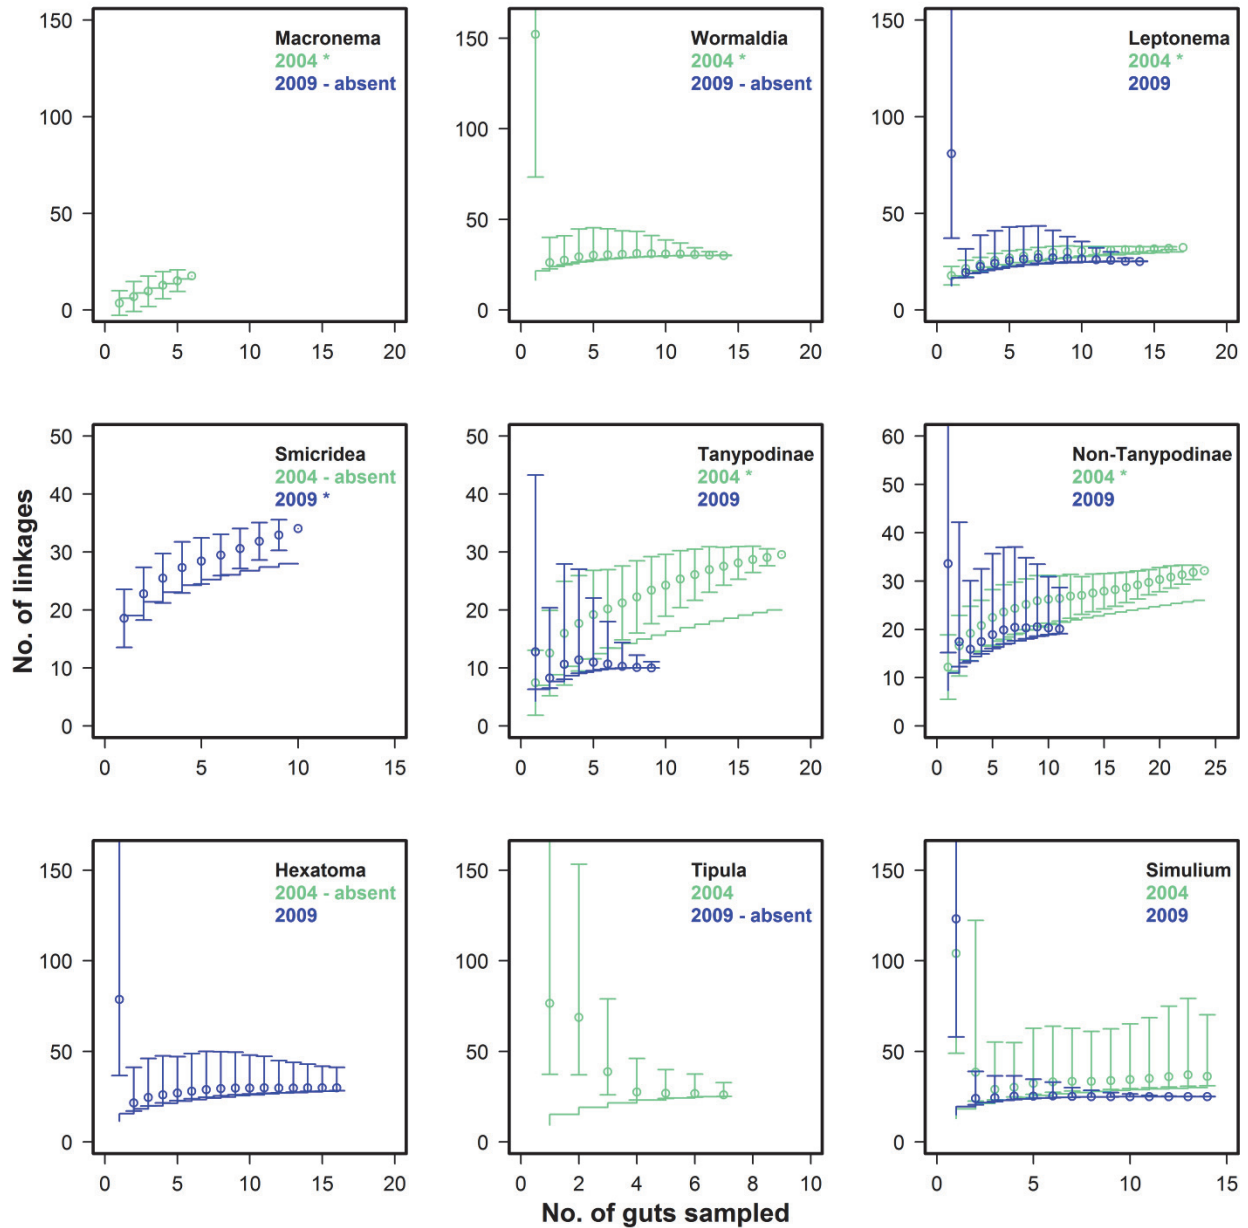 Macronema
2004 *
2009 - absent
150
100
50
0
0 5 10 15 20
Wormaldia
2004 *
2009 - absent
150
100
50
0
0 5 10 15 20
Leptonema
2004 *
2009
150
100
50
0
0 5 10 15 20
No. of linkages
Smicridea
2004 - absent
2009 *
50
40
30
20
10
0
0 5 10 15
Tanypodinae
2004 *
2009
50
40
30
20
10
0
0 5 10 15 20
Non-Tanypodinae
2004 *
2009
60
50
40
30
20
10
0
0 5 10 15 20 25
Hexatoma
2004 - absent
2009
150
100
50
0
0 5 10 15 20
Tipula
2004
2009 - absent
150
100
50
0
0 2 4 6 8 10
Simulium
2004
2009
150
100
50
0
0 5 10 15
No. of guts sampled